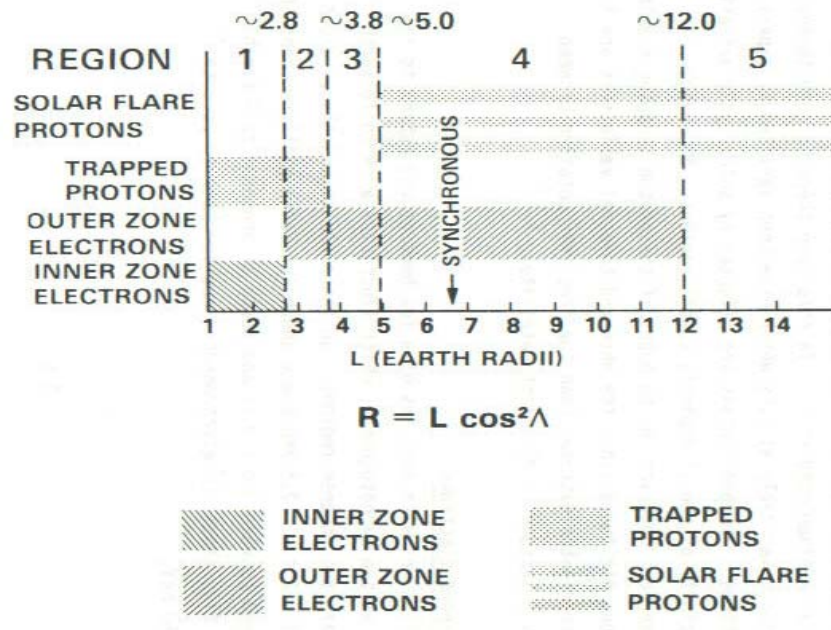 ~2.8 ~3.8 ~5.0 ~12.0
REGION 1 2 3 4 5
SOLAR FLARE
PROTONS
TRAPPED
PROTONS
OUTER ZONE
ELECTRONS
INNER ZONE
ELECTRONS
SYNCHRONOUS
1 2 3 4 5 6 7 8 9 10 11 12 13 14
L (EARTH RADII)
R = L cos²Λ
INNER ZONE
ELECTRONS
TRAPPED
PROTONS
OUTER ZONE
ELECTRONS
SOLAR FLARE
PROTONS